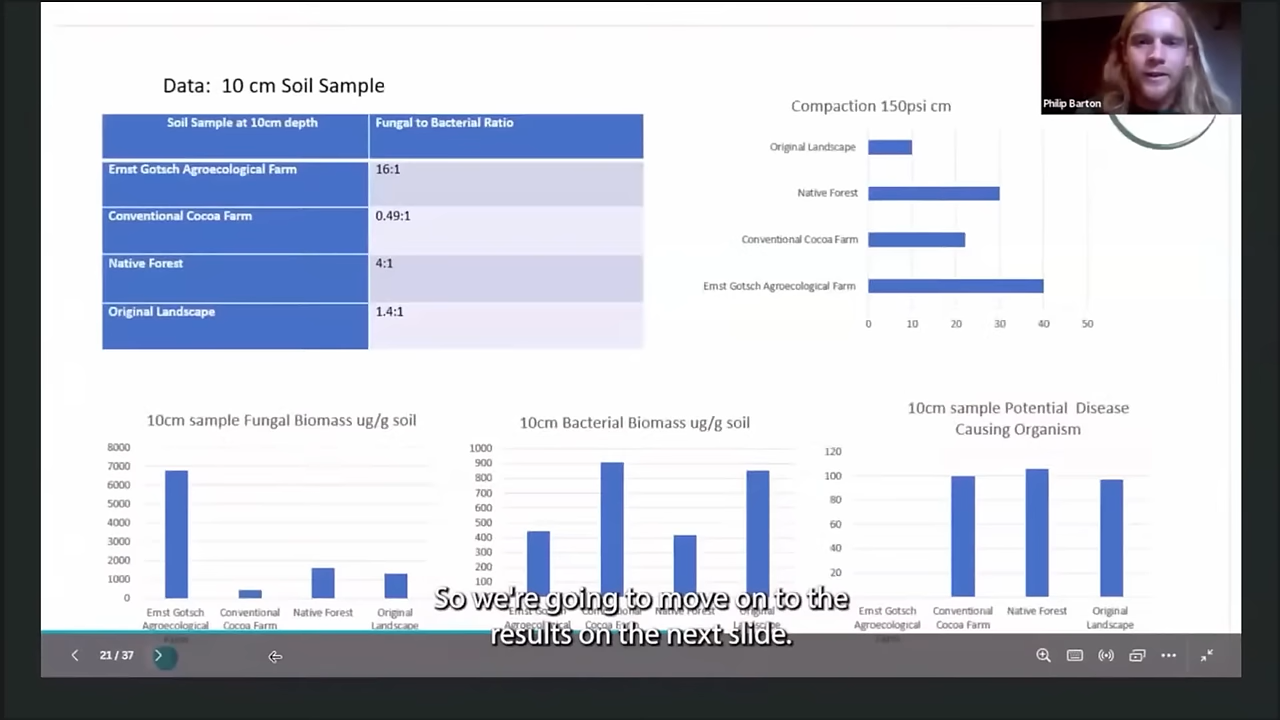 Data: 10 cm Soil Sample
Soil Sample at 10cm depth
Fungal to Bacterial Ratio
Ernst Gotsch Agroecological Farm
16:1
Conventional Cocoa Farm
0.49:1
Native Forest
4:1
Original Landscape
1.4:1
Philip Barton
Compaction 150psi cm
Original Landscape
Native Forest
Conventional Cocoa Farm
Ernst Gotsch Agroecological Farm
0 10 20 30 40 50
10cm sample Fungal Biomass ug/g soil
8000
7000
6000
5000
4000
3000
2000
1000
0
Ernst Gotsch
Agroecological
Farm
Conventional
Cocoa Farm
Native Forest
Original
Landscape
10cm Bacterial Biomass ug/g soil
1000
900
800
700
600
500
400
300
200
100
10cm sample Potential Disease
Causing Organism
120
100
80
60
40
20
Ernst Gotsch
Agroecological
Farm
Conventional
Cocoa Farm
Native Forest
Original
Landscape
So we're going to move on to the
results on the next slide.
21 / 37